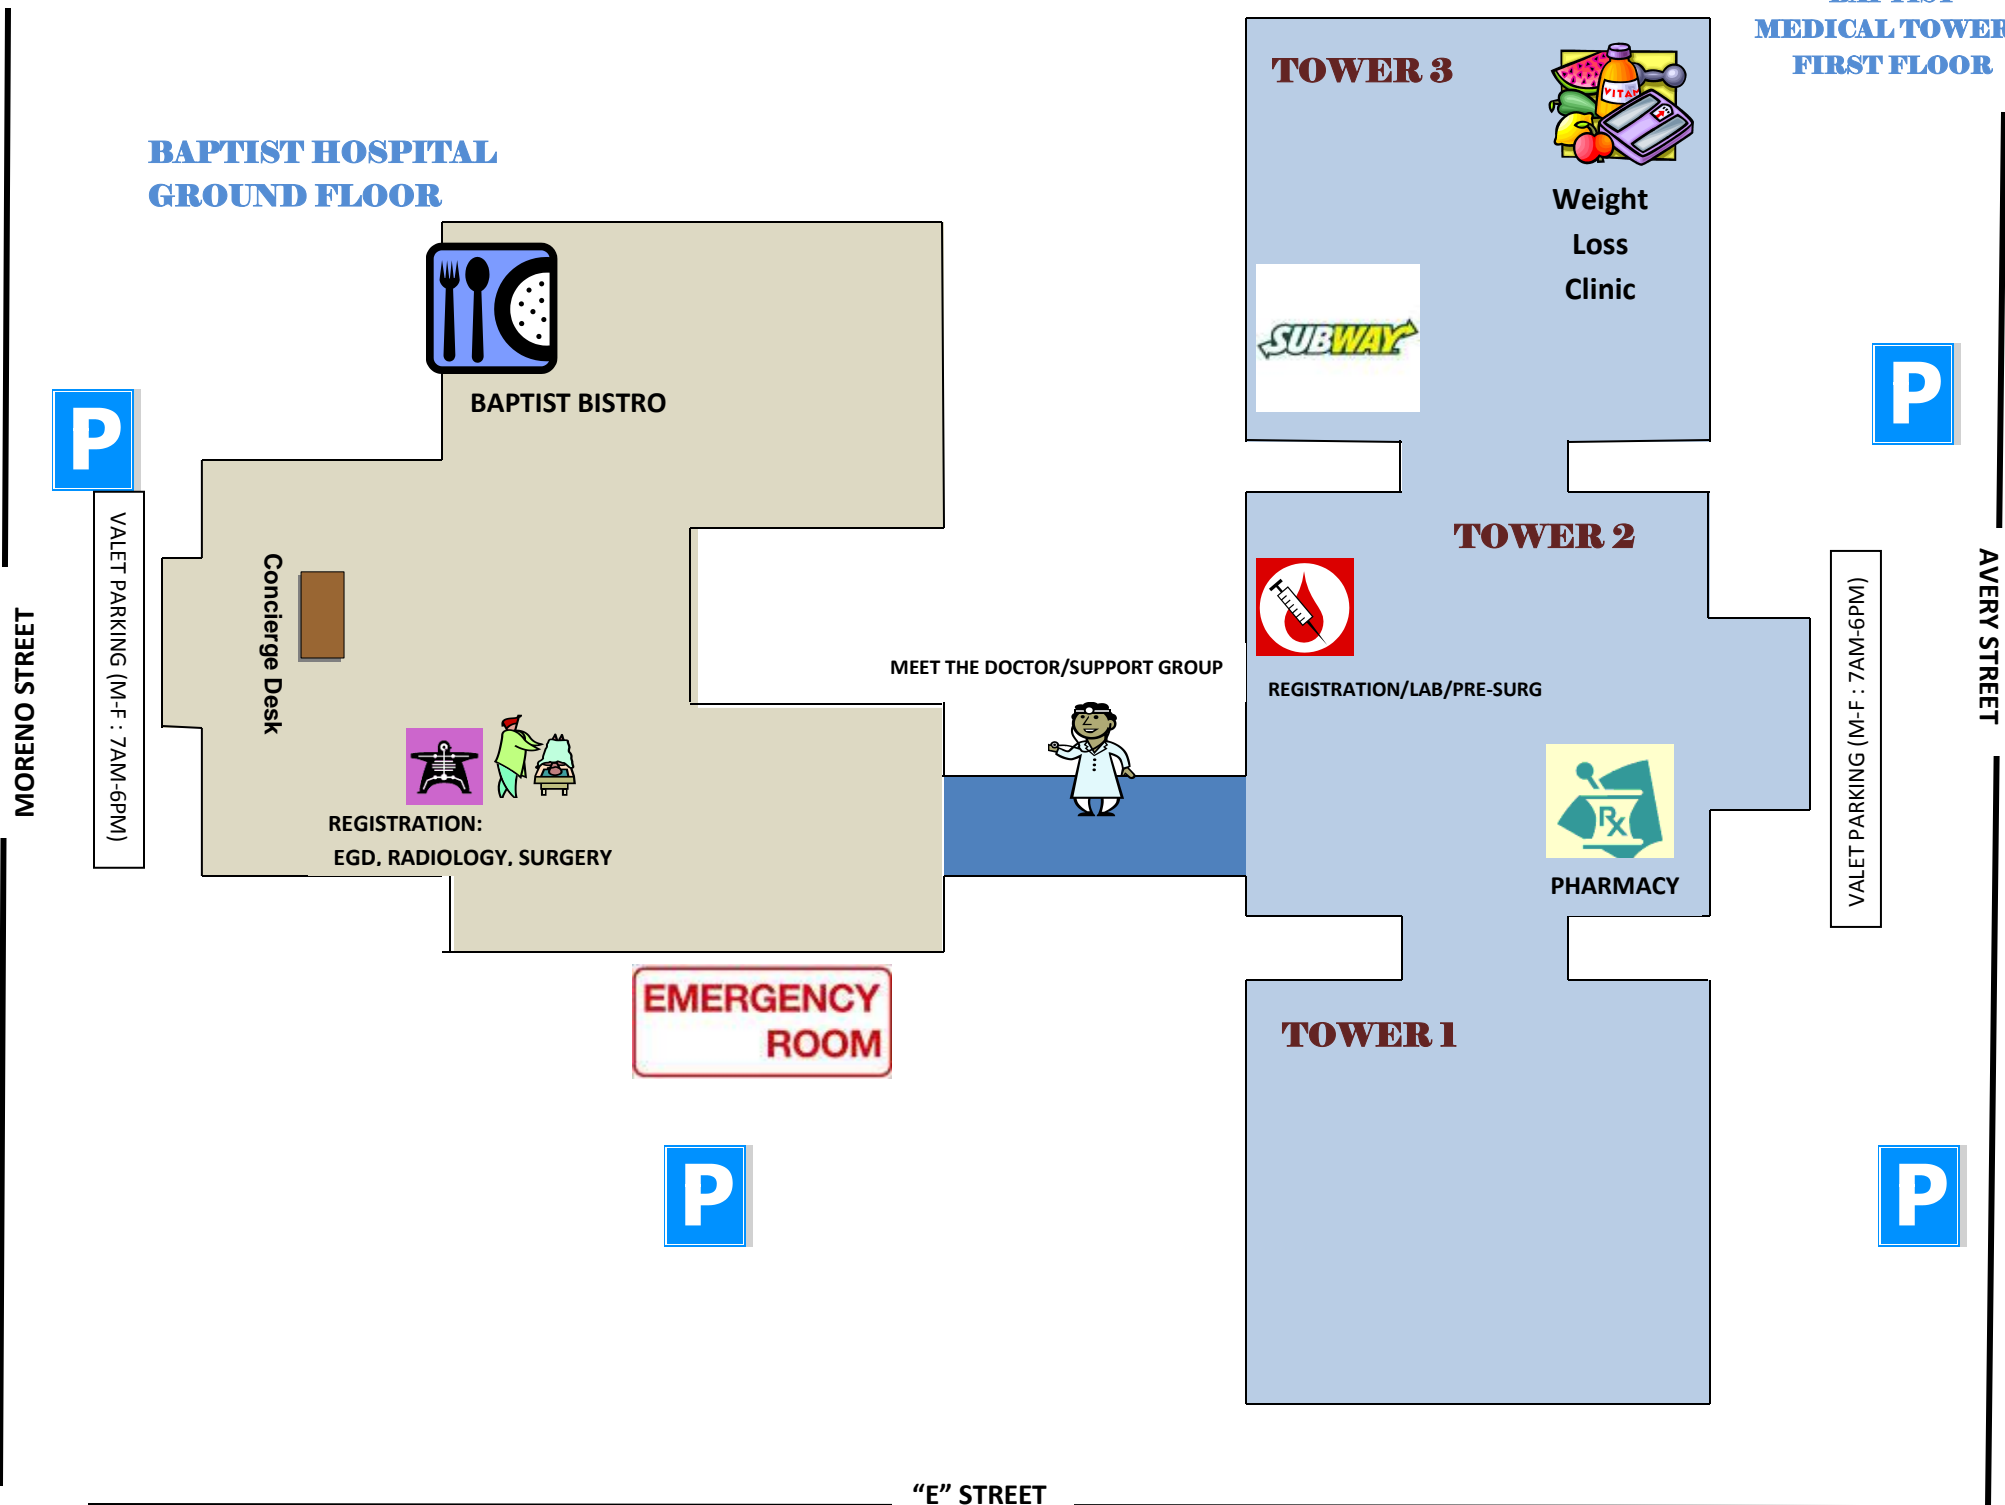 MEDICAL TOWER
FIRST FLOOR
TOWER 3
VITA
BAPTIST HOSPITAL
GROUND FLOOR
Weight
Loss
Clinic
SUBWAY
BAPTIST BISTRO
P
P
VALET PARKING (M-F : 7AM-6PM)
Concierge Desk
TOWER 2
MORENO STREET
AVERY STREET
VALET PARKING (M-F : 7AM-6PM)
MEET THE DOCTOR/SUPPORT GROUP
REGISTRATION/LAB/PRE-SURG
REGISTRATION:
EGD, RADIOLOGY, SURGERY
Rx
PHARMACY
EMERGENCY
ROOM
TOWER 1
P
P
“E” STREET